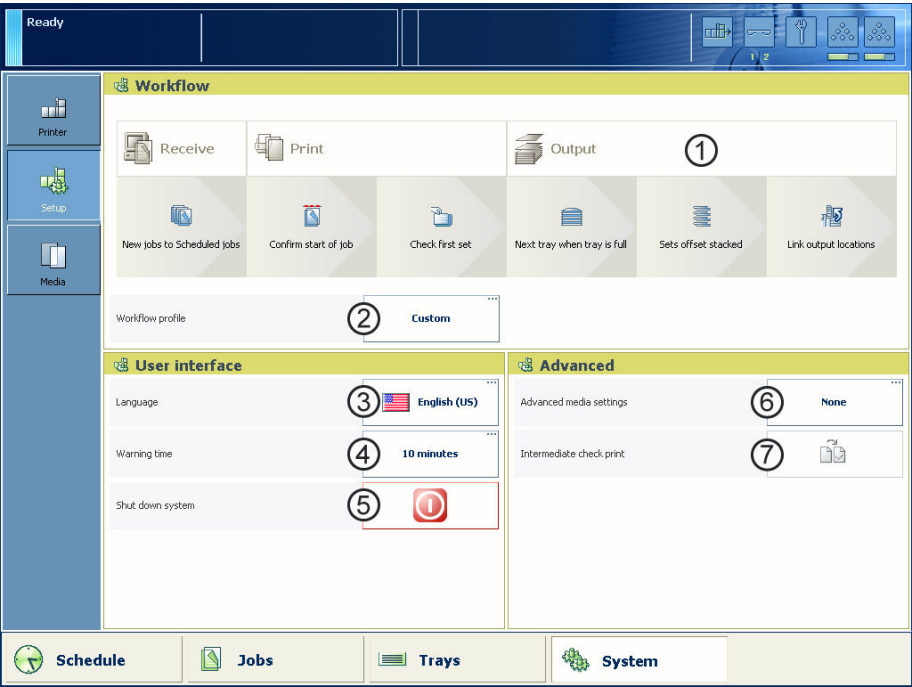 Ready
1 2
Printer
Setup
Media
Workflow
Receive
Print
Output
1
New jobs to Scheduled jobs
Confirm start of job
Check first set
Next tray when tray is full
Sets offset stacked
Link output locations
Workflow profile
2
Custom
User interface
Language
3
English (US)
Warning time
4
10 minutes
Shut down system
5
Advanced
Advanced media settings
6
None
Intermediate check print
7
Schedule
Jobs
Trays
System